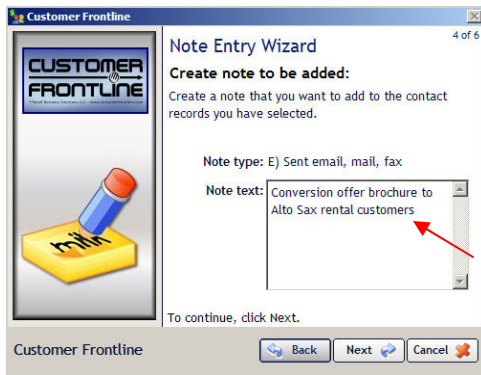 Customer Frontline
CUSTOMER
FRONTLINE
Note Entry Wizard
4 of 6
Create note to be added:
Create a note that you want to add to the contact
records you have selected.
Note type: E) Sent email, mail, fax
Note text: Conversion offer brochure to
Alto Sax rental customers
To continue, click Next.
Customer Frontline
Back
Next
Cancel